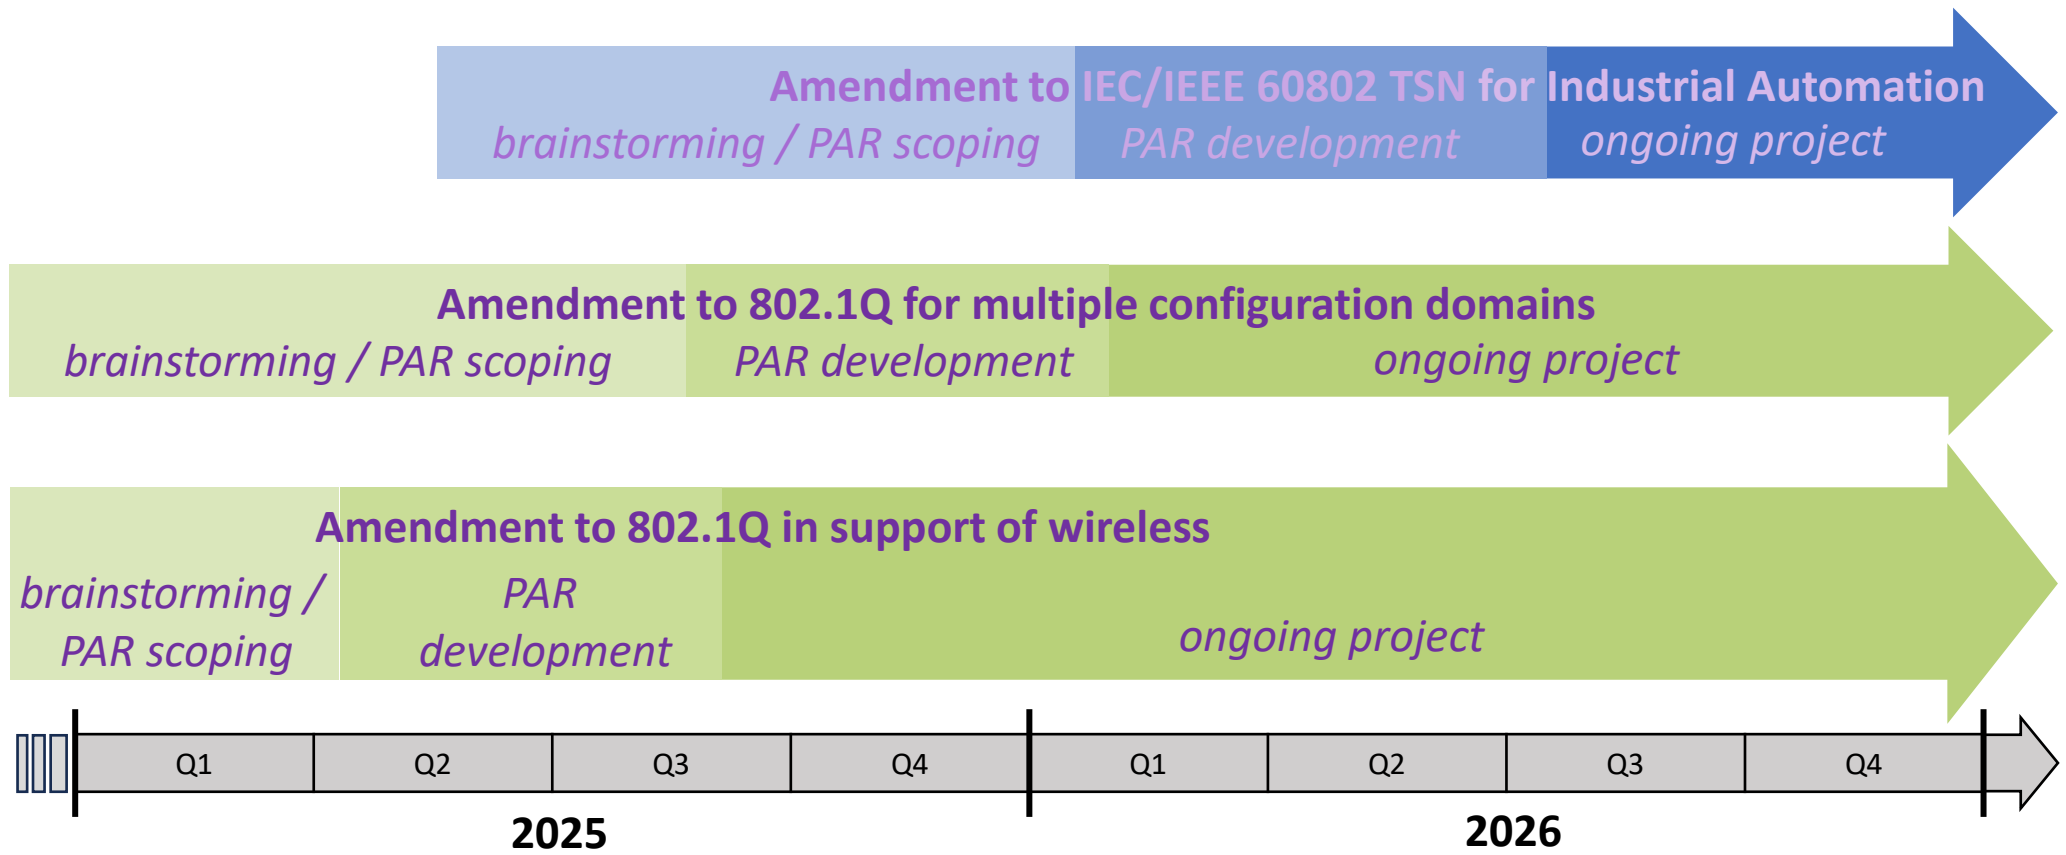 Amendment to IEC/IEEE 60802 TSN for Industrial Automation
brainstorming / PAR scoping PAR development ongoing project
Amendment to 802.1Q for multiple configuration domains
brainstorming / PAR scoping PAR development ongoing project
Amendment to 802.1Q in support of wireless
brainstorming /
PAR scoping
PAR
development
ongoing project
Q1 Q2 Q3 Q4 Q1 Q2 Q3 Q4
2025 2026